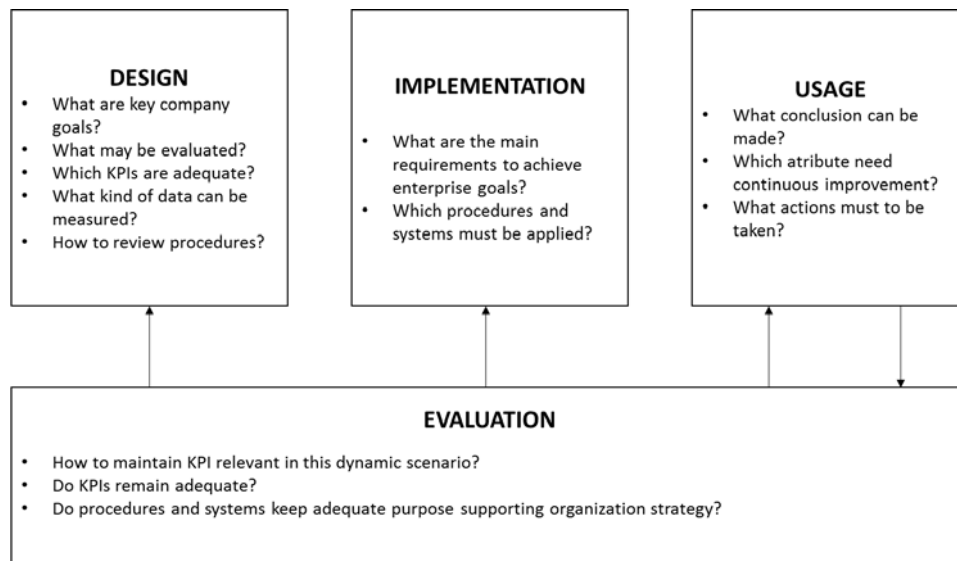 DESIGN
• What are key company
goals?
• What may be evaluated?
• Which KPIs are adequate?
• What kind of data can be
measured?
• How to review procedures?
IMPLEMENTATION
• What are the main
requirements to achieve
enterprise goals?
• Which procedures and
systems must be applied?
USAGE
• What conclusion can be
made?
• Which atribute need
continuous improvement?
• What actions must to be
taken?
EVALUATION
• How to maintain KPI relevant in this dynamic scenario?
• Do KPIs remain adequate?
• Do procedures and systems keep adequate purpose supporting organization strategy?